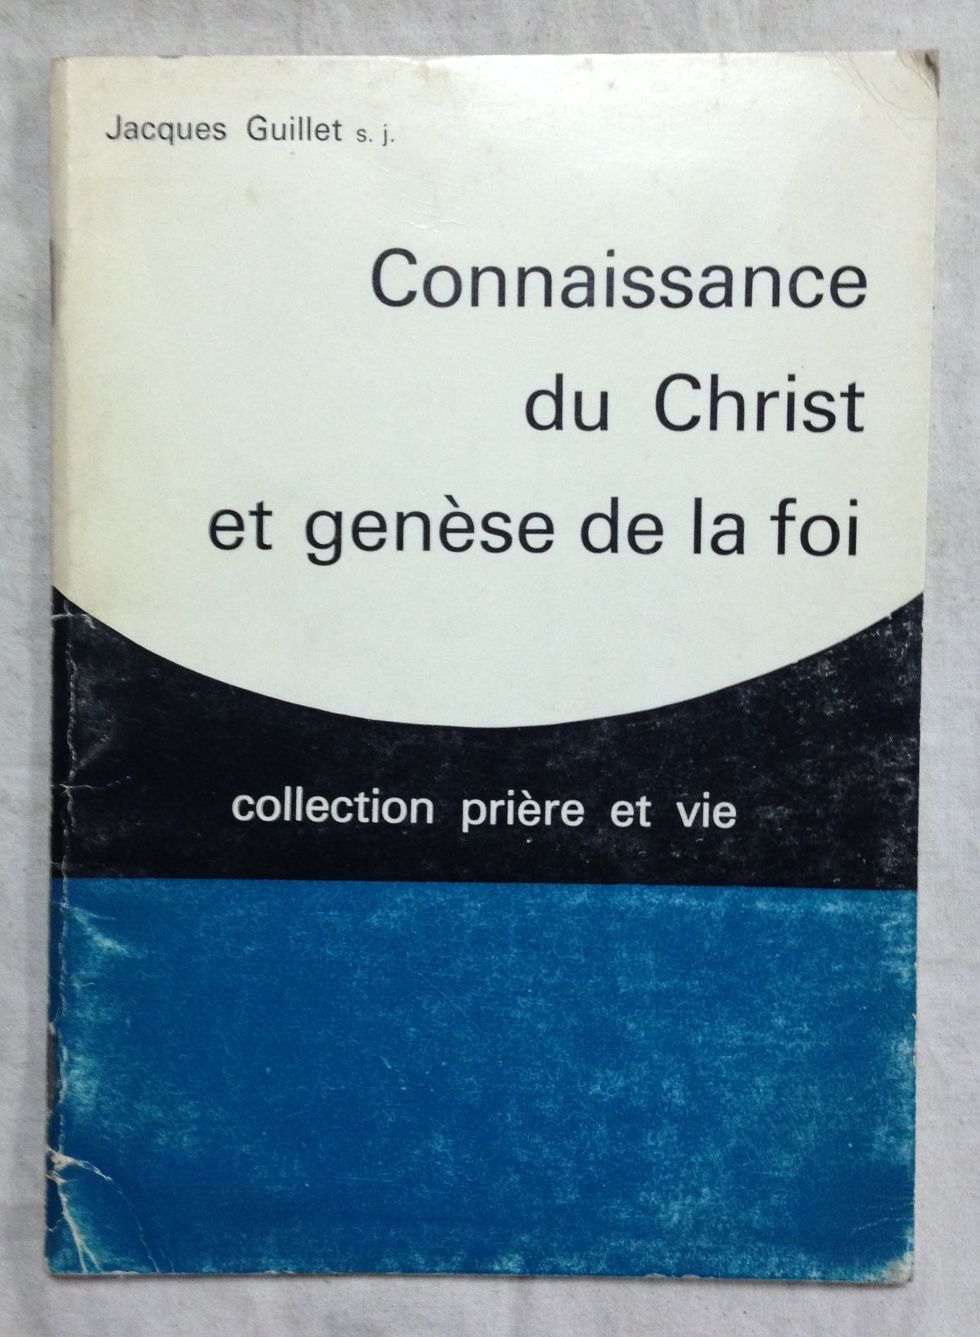 Jacques Guillet s. j.
Connaissance
du Christ
et genèse de la foi
collection prière et vie